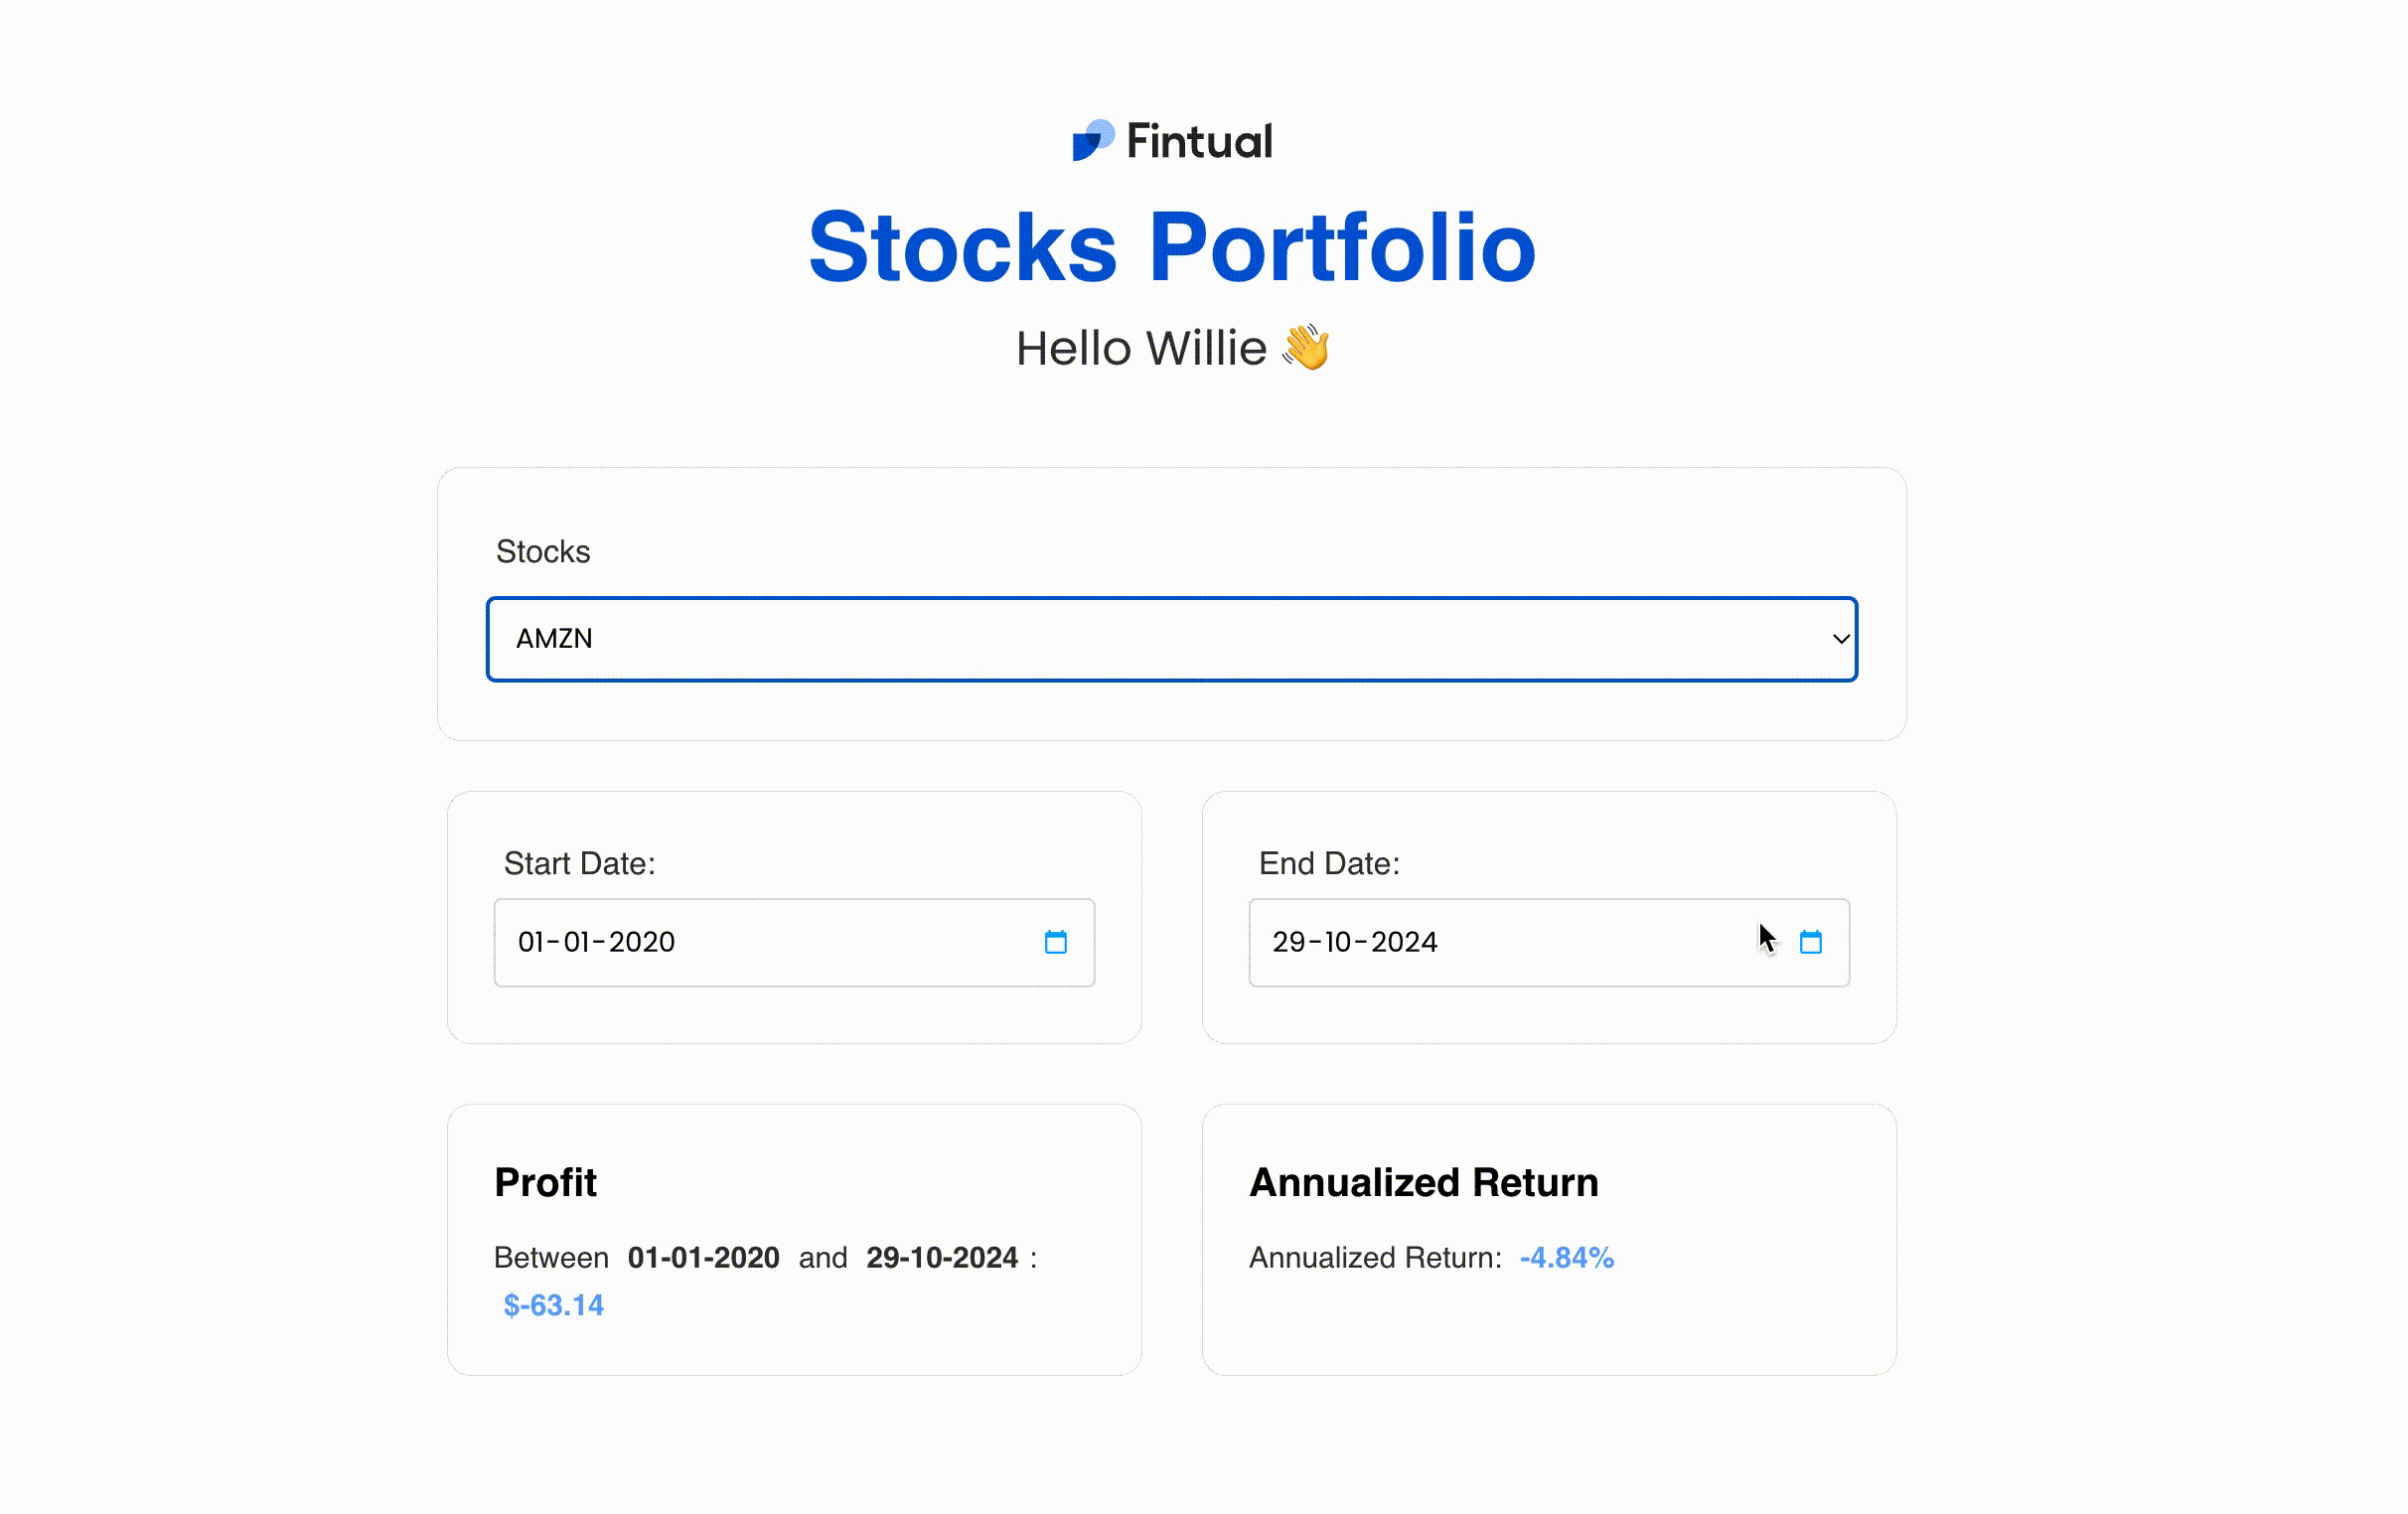 Fintual
Stocks Portfolio
Hello Willie 👋
Stocks
AMZN
Start Date:
01-01-2020
End Date:
29-10-2024
Profit
Between 01-01-2020 and 29-10-2024 :
$-63.14
Annualized Return
Annualized Return: -4.84%